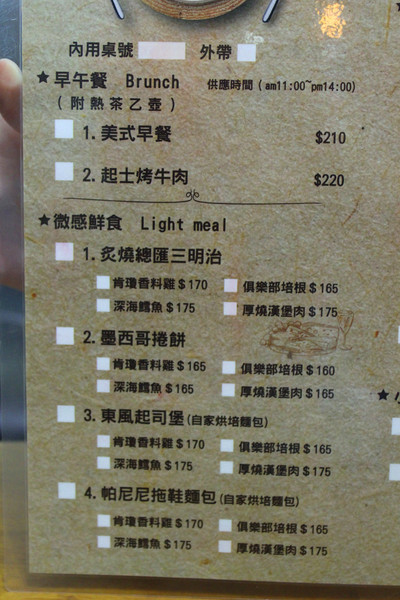 內用桌號 外帶
★早午餐 Brunch 供應時間(am11:00~pm14:00)
(附熱茶乙壺)
1.美式早餐 $210
2.起士烤牛肉 $220
★微感鮮食 Light meal
1.炙燒總匯三明治
肯瓊香料雞$170 俱樂部培根$165
深海鱈魚$175 厚燒漢堡肉$175
2.墨西哥捲餅
肯瓊香料雞$165 俱樂部培根$160
深海鱈魚$165 厚燒漢堡肉$165
3.東風起司堡(自家烘培麵包)
肯瓊香料雞$170 俱樂部培根$165
深海鱈魚$175 厚燒漢堡肉$175
4.帕尼尼拖鞋麵包(自家烘培麵包)
肯瓊香料雞$170 俱樂部培根$165
深海鱈魚$175 厚燒漢堡肉$175